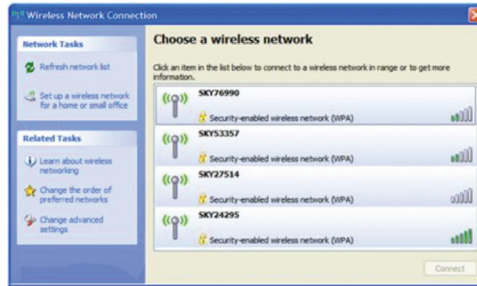 Wireless Network Connection
Network Tasks
Refresh network list
Set up a wireless network
for a home or small office
Related Tasks
Learn about wireless
networking
Change the order of
preferred networks
Change advanced
settings
Choose a wireless network
Click an item in the list below to connect to a wireless network in range or to get more
information.
SKY76990
Security-enabled wireless network (WPA)
SKY53357
Security-enabled wireless network (WPA)
SKY27514
Security-enabled wireless network (WPA)
SKY24295
Security-enabled wireless network (WPA)
Connect